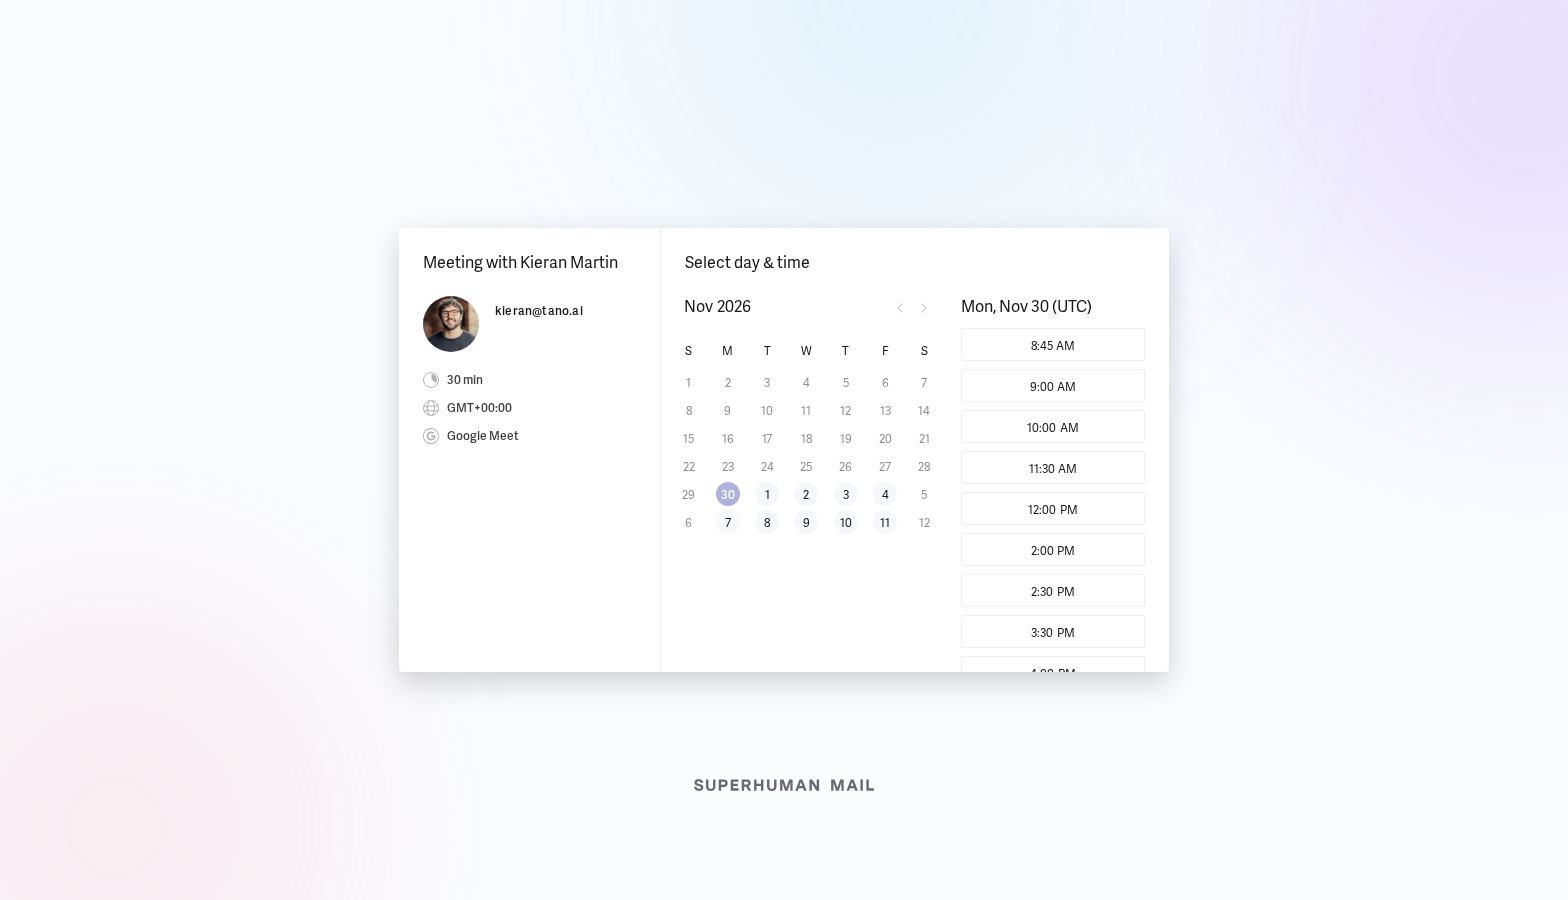 Meeting with Kieran Martin
kieran@tano.ai
30 min
GMT+00:00
Google Meet
Select day & time
Nov 2026
S M T W T F S
1 2 3 4 5 6 7
8 9 10 11 12 13 14
15 16 17 18 19 20 21
22 23 24 25 26 27 28
29 30 1 2 3 4 5
6 7 8 9 10 11 12
Mon, Nov 30 (UTC)
8:45 AM
9:00 AM
10:00 AM
11:30 AM
12:00 PM
2:00 PM
2:30 PM
3:30 PM
SUPERHUMAN MAIL